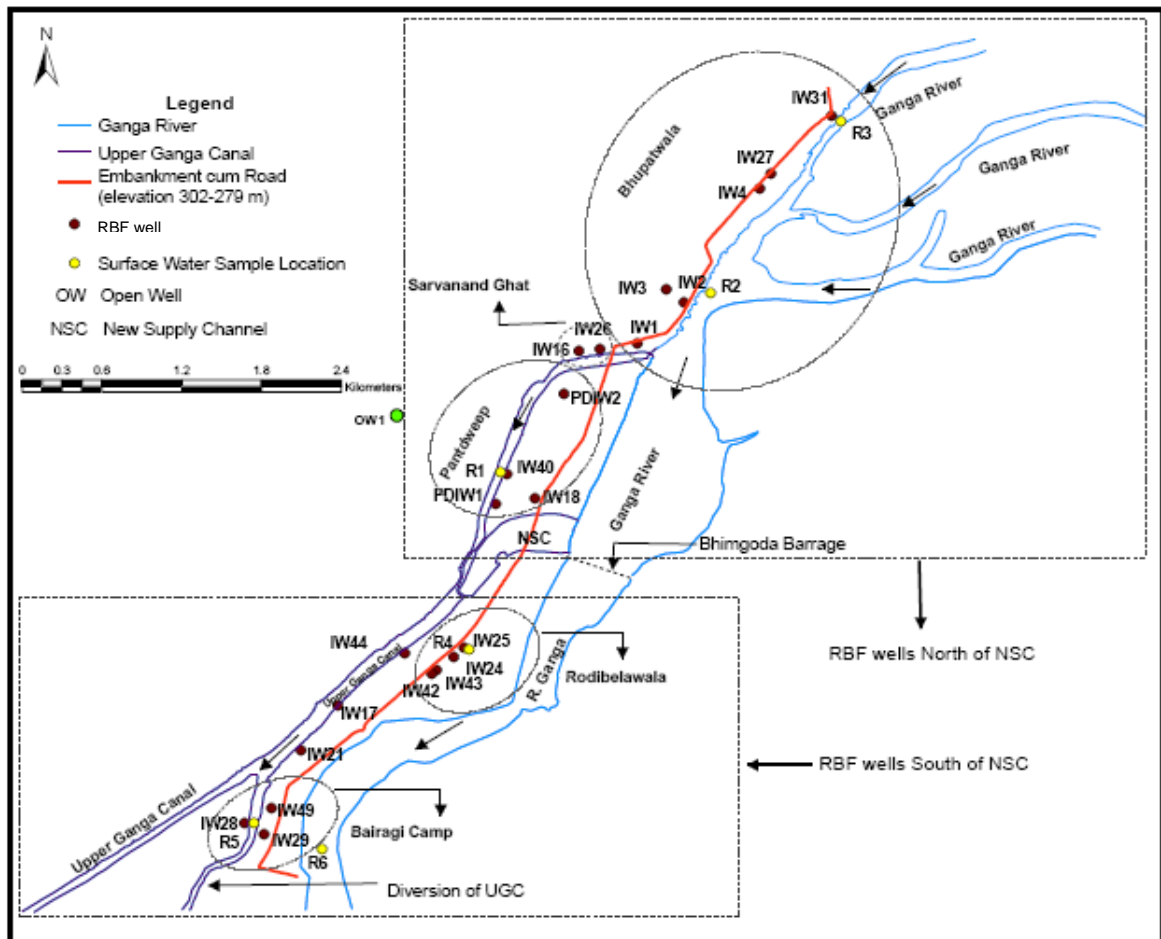 N
Legend
Ganga River
Upper Ganga Canal
Embankment cum Road
(elevation 302-279 m)
RBF well
Surface Water Sample Location
OW Open Well
NSC New Supply Channel
0 0.3 0.6 1.2 1.8 2.4
Kilometers
OW1
IW31
Ganga River
R3
Bhupatwala
IW27
IW4
Ganga River
Ganga River
IW3
IW2
R2
Sarvanand Ghat
IW26
IW1
IW16
PDIW2
Pantdweep
R1
IW40
PDIW1
IW18
Ganga River
NSC
Bhimgoda Barrage
RBF wells North of NSC
IW44
Upper Ganga Canal
R4
IW25
IW24
IW43
IW42
R. Ganga
Rodibelawala
IW17
IW21
RBF wells South of NSC
Upper Ganga Canal
IW49
IW28
R5
IW29
R6
Bairagi Camp
Diversion of UGC